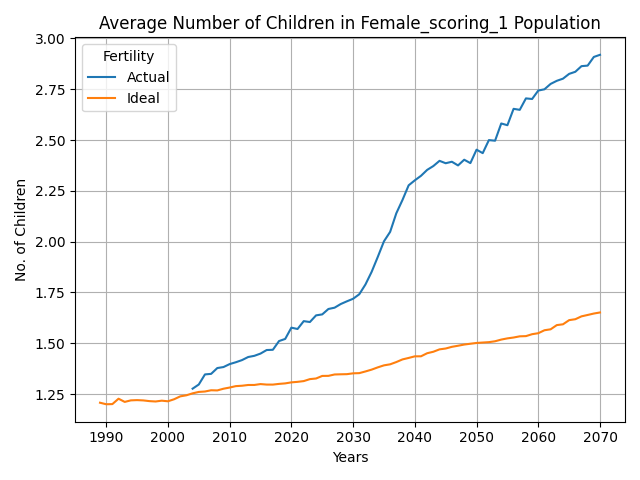 Average Number of Children in Female_scoring_1 Population
Fertility
Actual
Ideal
No. of Children
3.00
2.75
2.50
2.25
2.00
1.75
1.50
1.25
1990 2000 2010 2020 2030 2040 2050 2060 2070
Years